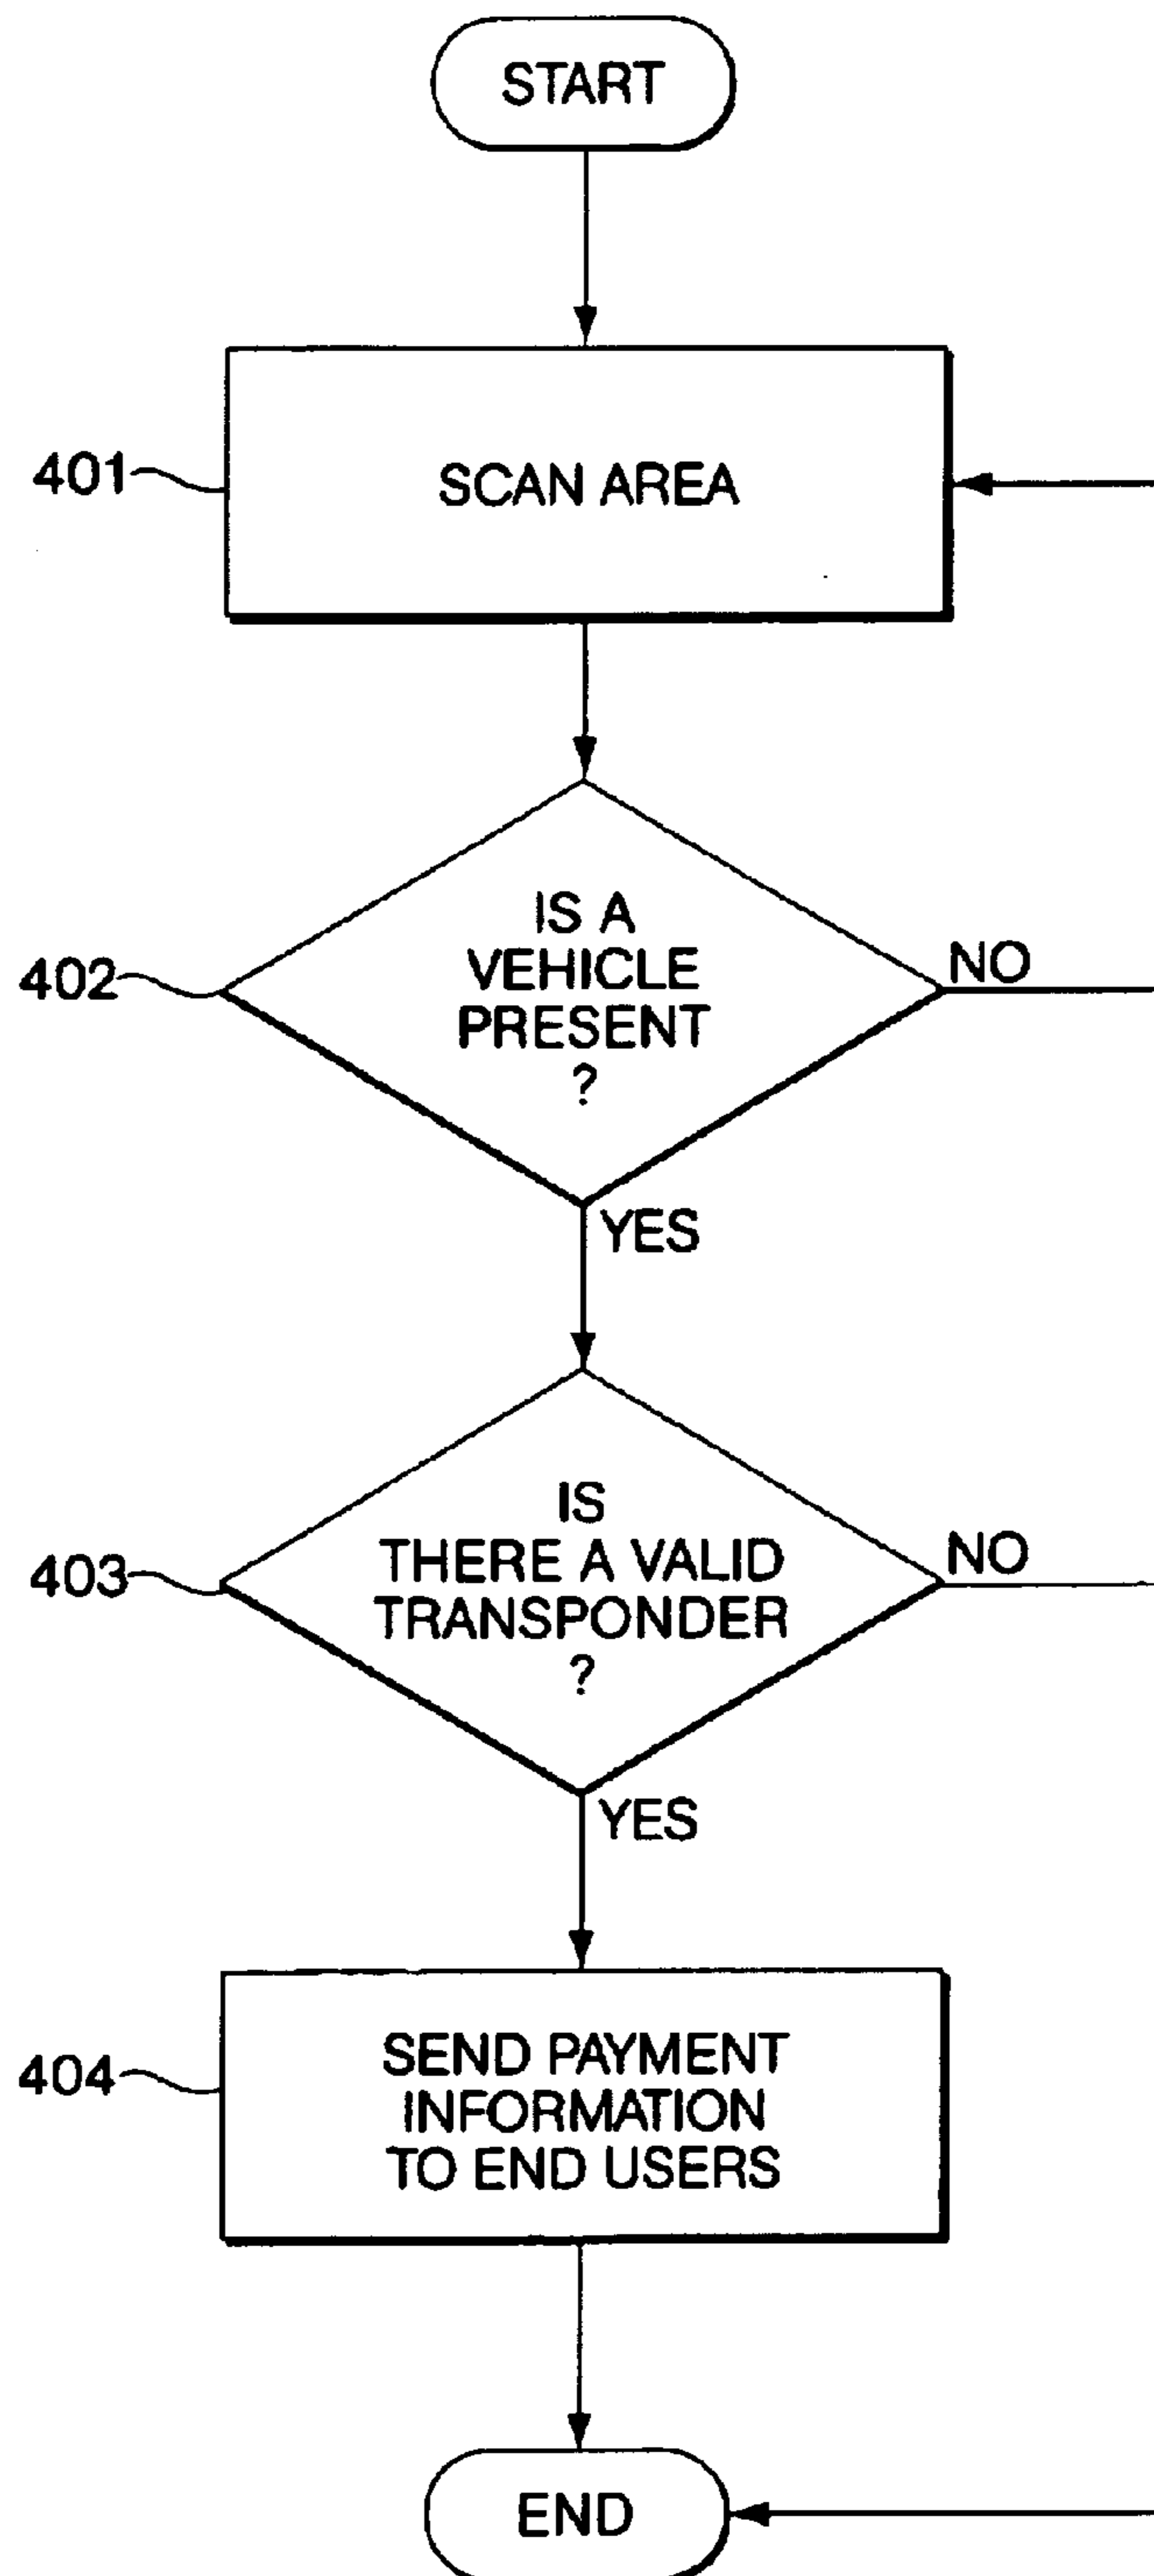 START
401
SCAN AREA
402
IS A
VEHICLE
PRESENT
?
NO
YES
403
IS
THERE A VALID
TRANSPONDER
?
NO
YES
404
SEND PAYMENT
INFORMATION
TO END USERS
END